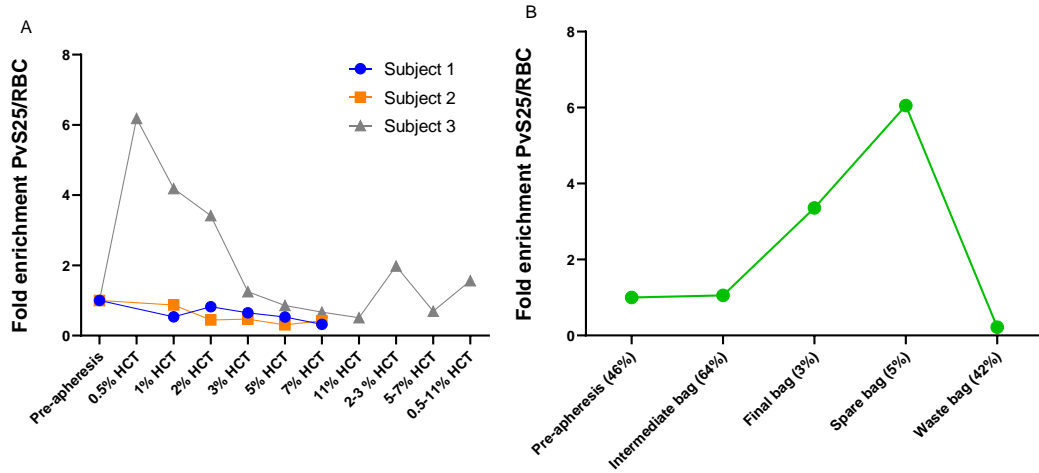 A
Fold enrichment PvS25/RBC
8
6
4
2
0
Subject 1
Subject 2
Subject 3
Pre-apheresis
0.5% HCT
1% HCT
2% HCT
3% HCT
5% HCT
7% HCT
11% HCT
2-3 % HCT
5-7% HCT
0.5-11% HCT
B
Fold enrichment PvS25/RBC
8
6
4
2
0
Pre-apheresis (46%)
Intermediate bag (64%)
Final bag (3%)
Spare bag (5%)
Waste bag (42%)